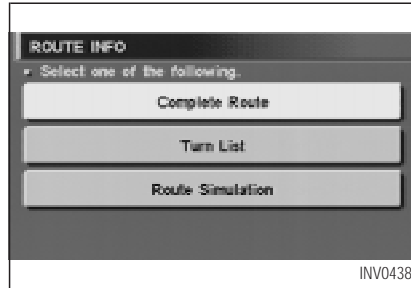 ROUTE INFO
Select one of the following.
Complete Route
Turn List
Route Simulation
INV0438